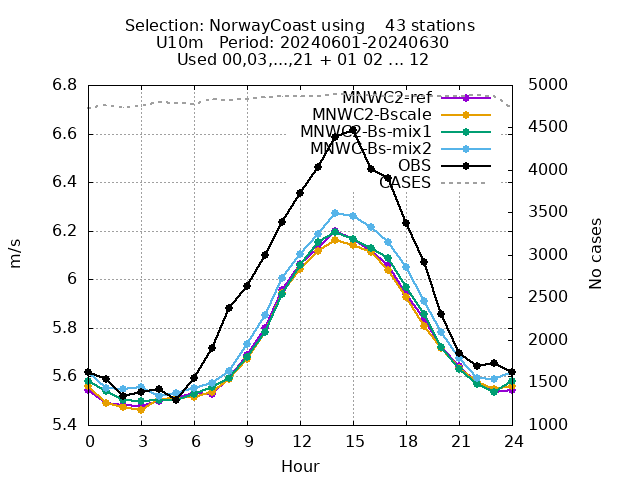 Selection: NorwayCoast using 43 stations
U10m Period: 20240601-20240630
Used 00,03,...,21 + 01 02 ... 12
MNWC2-ref
MNWC2-Bscale
MNWC2-Bs-mix1
MNWC-Bs-mix2
OBS
CASES
6.8
6.6
6.4
6.2
6
5.8
5.6
5.4
m/s
5000
4500
4000
3500
3000
2500
2000
1500
1000
No cases
0 3 6 9 12 15 18 21 24
Hour